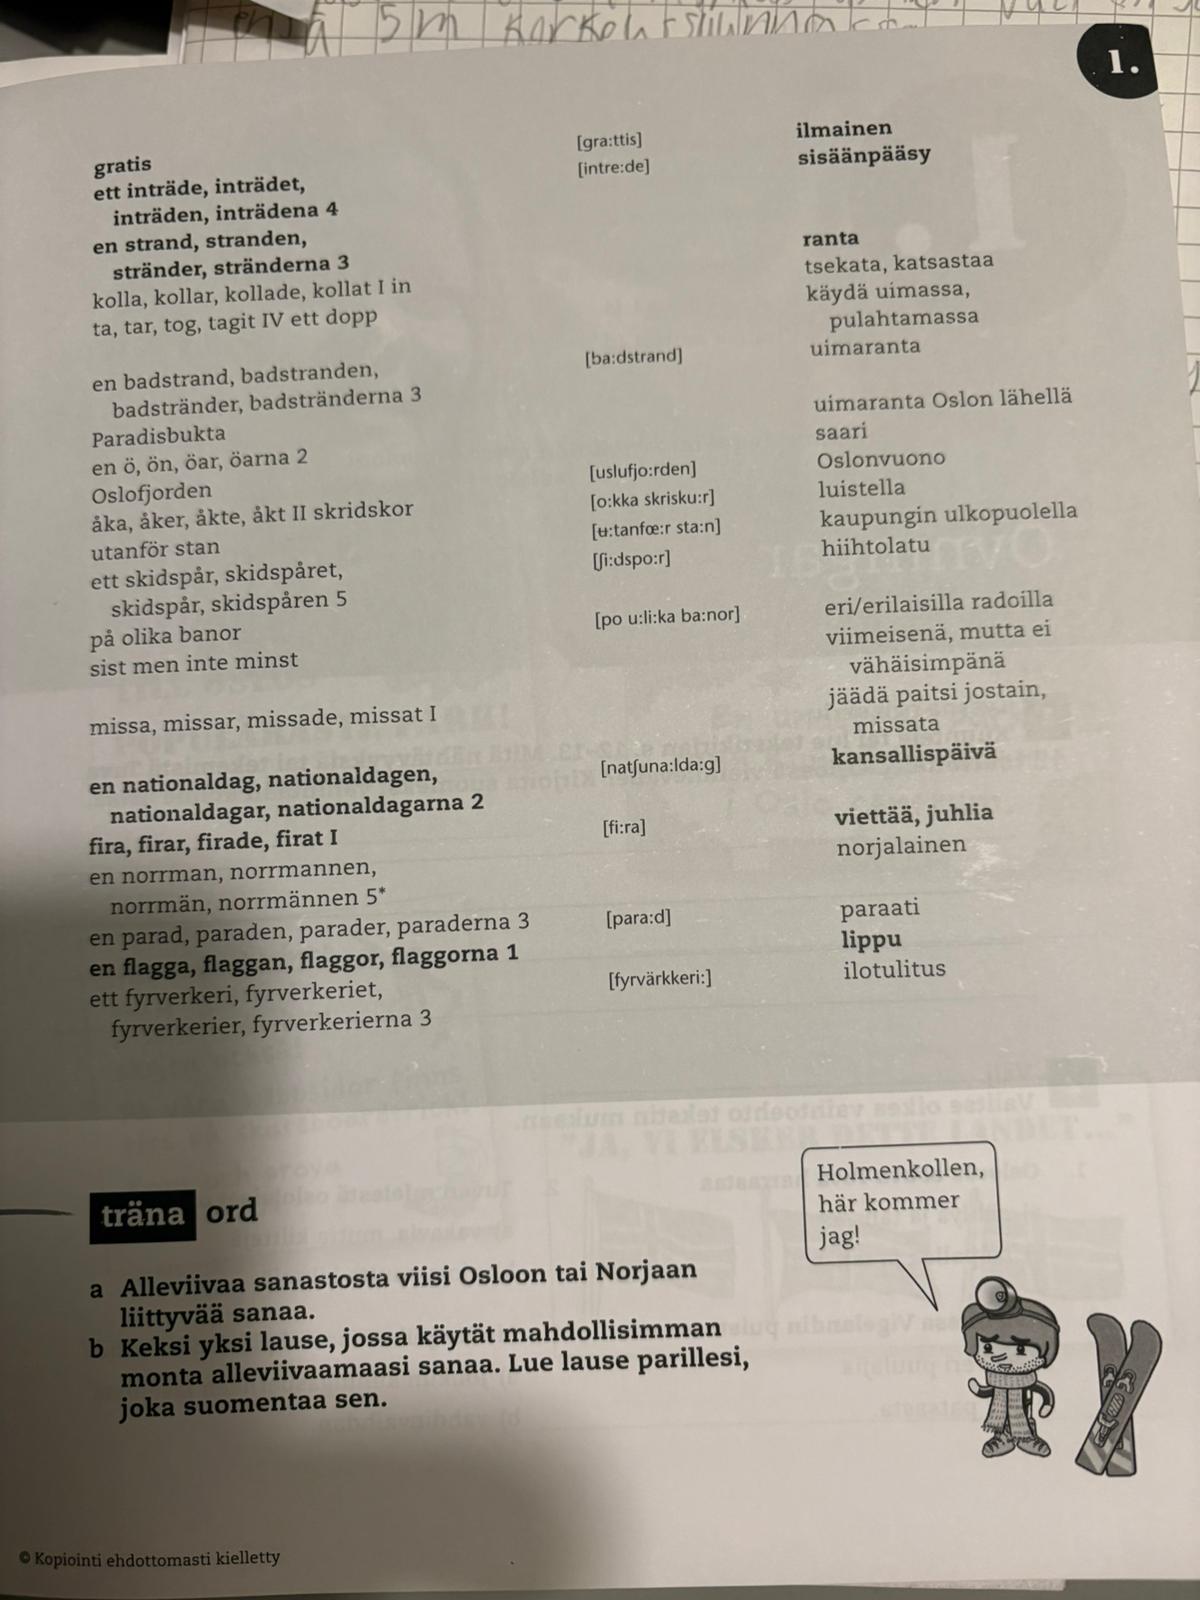 5m
1.
gratis [gra:ttis] ilmainen
ett inträde, inträdet, [intre:de] sisäänpääsy
inträden, inträdena 4
en strand, stranden, ranta
stränder, stränderna 3
kolla, kollar, kollade, kollat I in tsekata, katsastaa
ta, tar, tog, tagit IV ett dopp käydä uimassa,
pulahtamassa
en badstrand, badstranden, [ba:dstrand] uimaranta
badstränder, badstränderna 3
Paradisbukta uimaranta Oslon lähellä
en ö, ön, öar, öarna 2 saari
Oslofjorden [uslufjo:rden] Oslonvuono
åka, åker, åkte, åkt II skridskor [o:kka skrisku:r] luistella
utanför stan [ʉ:tanfœ:r sta:n] kaupungin ulkopuolella
ett skidspår, skidspåret, [ʃi:dspo:r] hiihtolatu
skidspår, skidspåren 5
på olika banor [po u:li:ka ba:nor] eri/erilaisilla radoilla
sist men inte minst viimeisenä, mutta ei
vähäisimpänä
missa, missar, missade, missat I jäädä paitsi jostain,
missata
en nationaldag, nationaldagen, [natʃuna:lda:g] kansallispäivä
nationaldagar, nationaldagarna 2
fira, firar, firade, firat I [fi:ra] viettää, juhlia
en norrman, norrmannen, norjalainen
norrmän, norrmännen 5*
en parad, paraden, parader, paraderna 3 [para:d] paraati
en flagga, flaggan, flaggor, flaggorna 1 lippu
ett fyrverkeri, fyrverkeriet, [fyrvärkkeri:] ilotulitus
fyrverkerier, fyrverkerierna 3
träna ord
a Alleviivaa sanastosta viisi Osloon tai Norjaan
liittyvää sanaa.
b Keksi yksi lause, jossa käytät mahdollisimman
monta alleviivaamaasi sanaa. Lue lause parillesi,
joka suomentaa sen.
Holmenkollen,
här kommer
jag!
© Kopiointi ehdottomasti kielletty